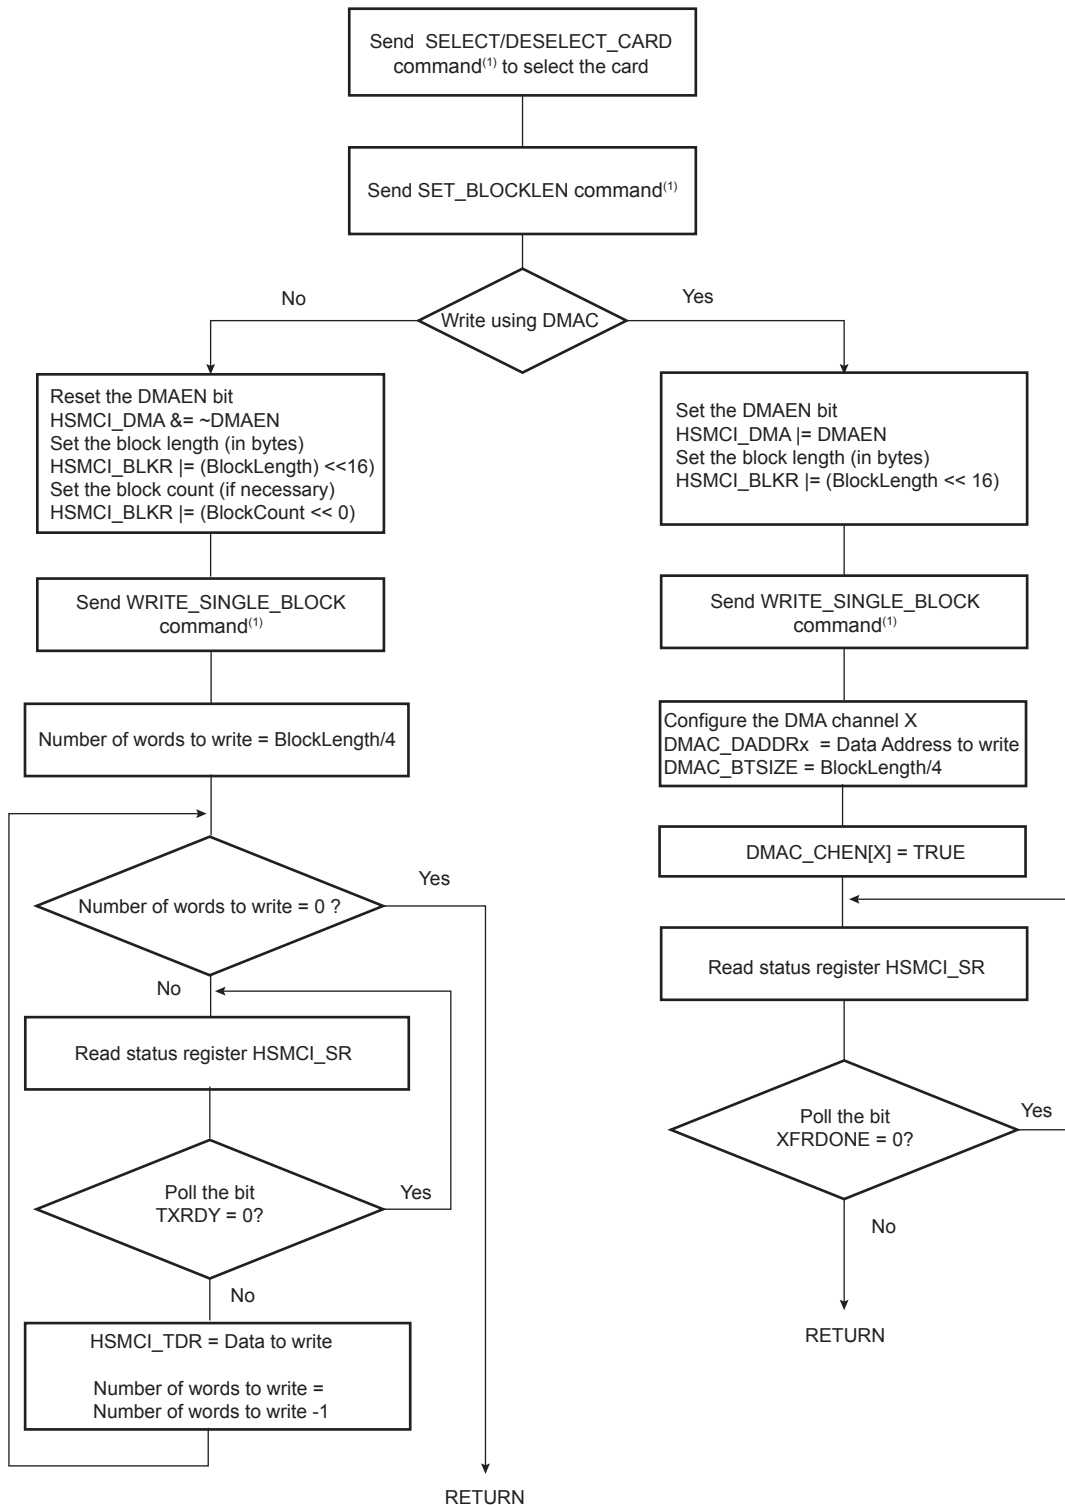 Send SELECT/DESELECT_CARD
command(1) to select the card
Send SET_BLOCKLEN command(1)
No
Yes
Write using DMAC
Reset the DMAEN bit
HSMCI_DMA &= ~DMAEN
Set the block length (in bytes)
HSMCI_BLKR |= (BlockLength) <<16)
Set the block count (if necessary)
HSMCI_BLKR |= (BlockCount << 0)
Send WRITE_SINGLE_BLOCK
command(1)
Number of words to write = BlockLength/4
Number of words to write = 0 ?
Yes
No
Read status register HSMCI_SR
Poll the bit
TXRDY = 0?
Yes
No
HSMCI_TDR = Data to write
Number of words to write =
Number of words to write -1
RETURN
Set the DMAEN bit
HSMCI_DMA |= DMAEN
Set the block length (in bytes)
HSMCI_BLKR |= (BlockLength << 16)
Send WRITE_SINGLE_BLOCK
command(1)
Configure the DMA channel X
DMAC_DADDRx = Data Address to write
DMAC_BTSIZE = BlockLength/4
DMAC_CHEN[X] = TRUE
Read status register HSMCI_SR
Poll the bit
XFRDONE = 0?
Yes
No
RETURN